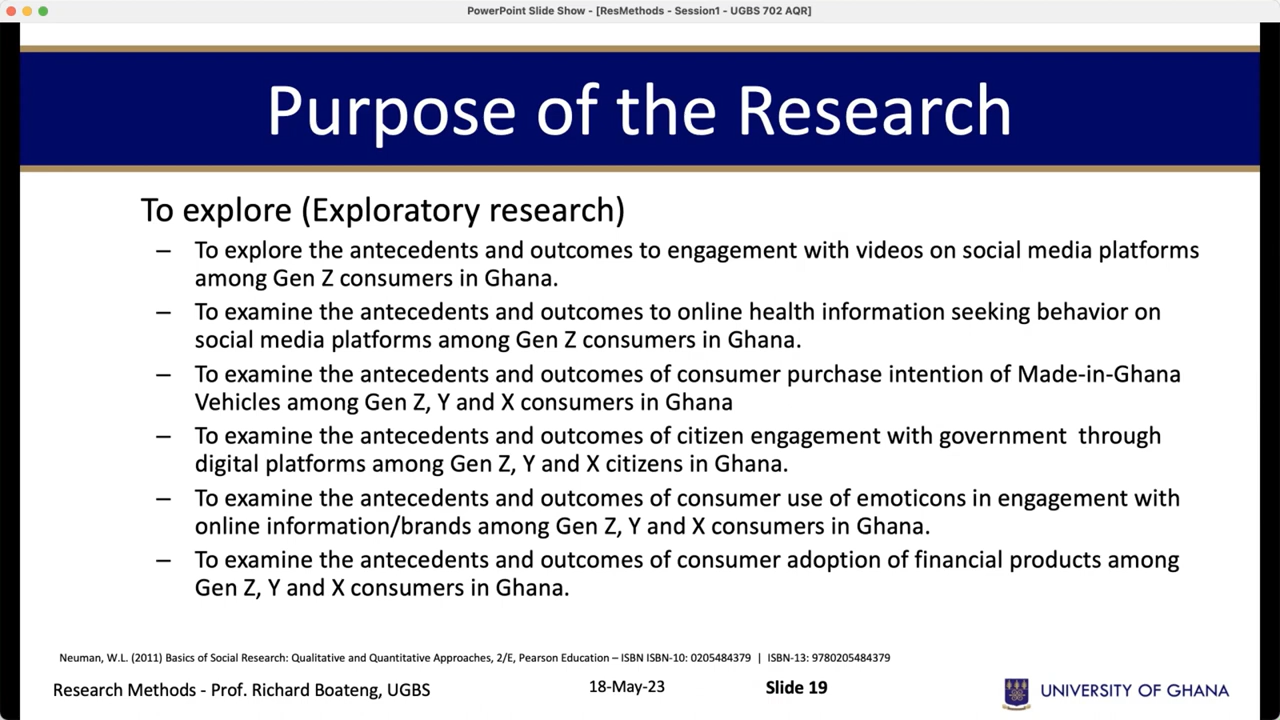 PowerPoint Slide Show - [ResMethods - Session1 - UGBS 702 AQR]
Purpose of the Research
To explore (Exploratory research)
– To explore the antecedents and outcomes to engagement with videos on social media platforms
among Gen Z consumers in Ghana.
– To examine the antecedents and outcomes to online health information seeking behavior on
social media platforms among Gen Z consumers in Ghana.
– To examine the antecedents and outcomes of consumer purchase intention of Made-in-Ghana
Vehicles among Gen Z, Y and X consumers in Ghana
– To examine the antecedents and outcomes of citizen engagement with government through
digital platforms among Gen Z, Y and X citizens in Ghana.
– To examine the antecedents and outcomes of consumer use of emoticons in engagement with
online information/brands among Gen Z, Y and X consumers in Ghana.
– To examine the antecedents and outcomes of consumer adoption of financial products among
Gen Z, Y and X consumers in Ghana.
Neuman, W.L. (2011) Basics of Social Research: Qualitative and Quantitative Approaches, 2/E, Pearson Education – ISBN ISBN-10: 0205484379 | ISBN-13: 9780205484379
Research Methods - Prof. Richard Boateng, UGBS
18-May-23
Slide 19
UNIVERSITY OF GHANA